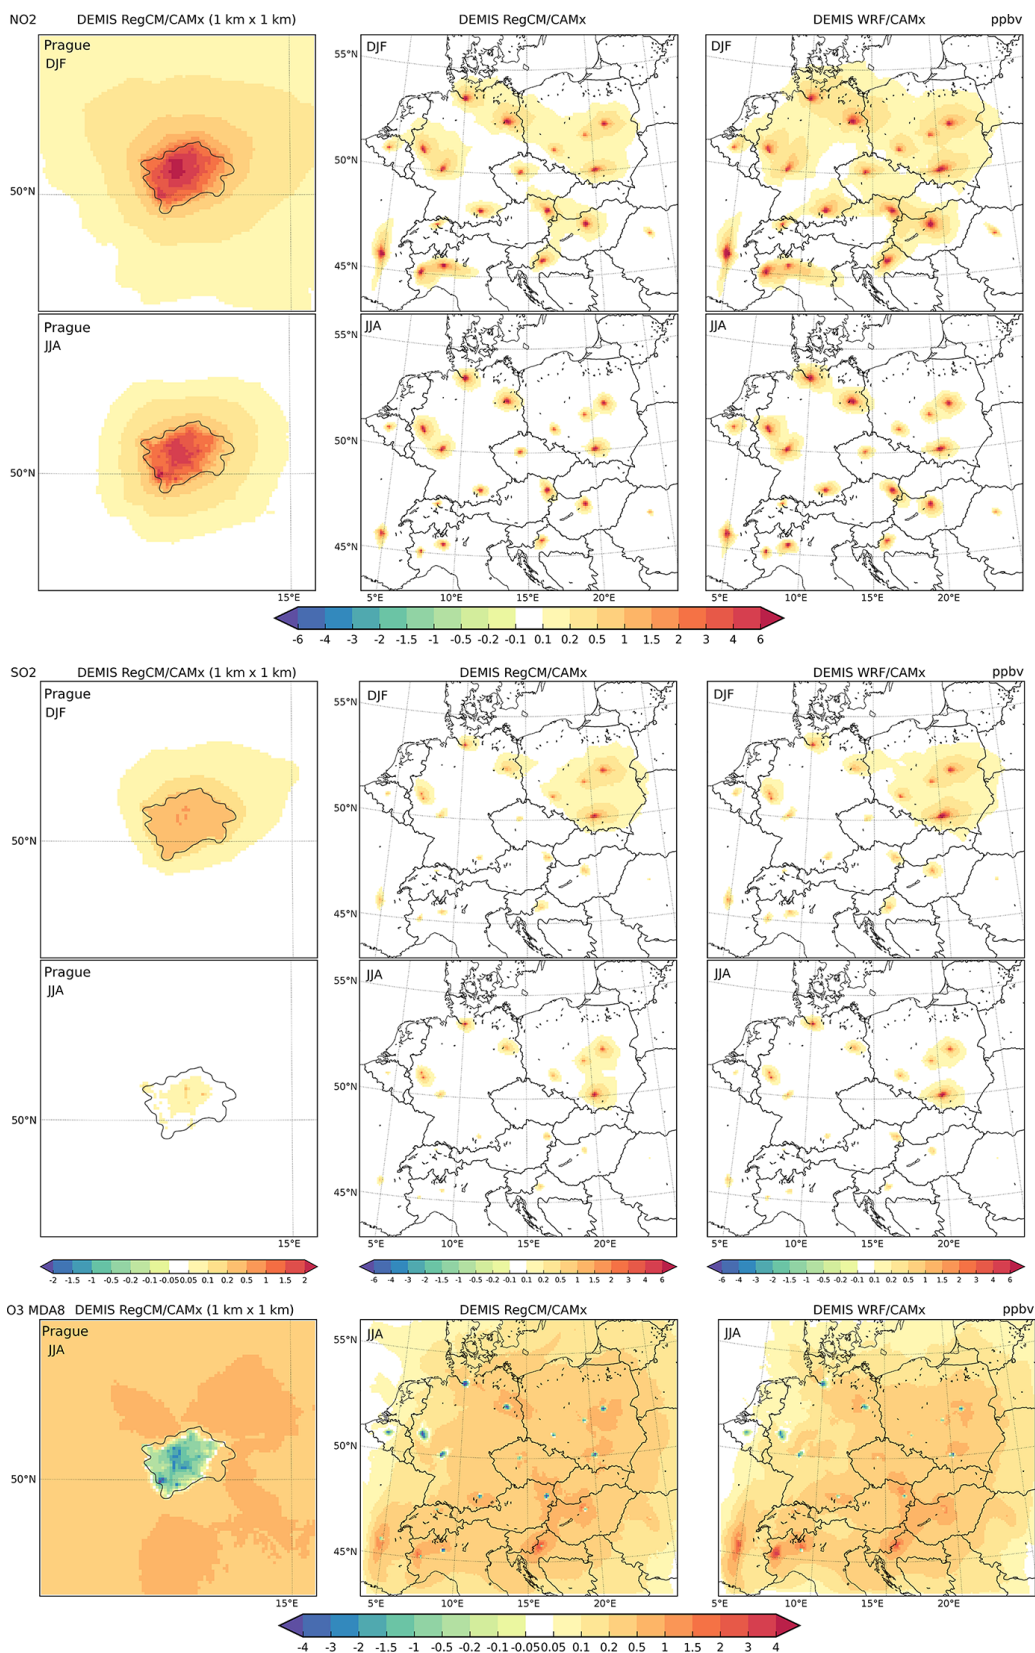 NO2 DEMIS RegCM/CAMx (1 km x 1 km) DEMIS RegCM/CAMx DEMIS WRF/CAMx ppbv
Prague
DJF DJF DJF
55°N
50°N 50°N
45°N
Prague
JJA JJA JJA
55°N
50°N 50°N
45°N
15°E 5°E 10°E 15°E 20°E 5°E 10°E 15°E 20°E
-6 -4 -3 -2 -1.5 -1 -0.5 -0.2 -0.1 0.1 0.2 0.5 1 1.5 2 3 4 6
SO2 DEMIS RegCM/CAMx (1 km x 1 km) DEMIS RegCM/CAMx DEMIS WRF/CAMx ppbv
Prague
DJF DJF DJF
55°N
50°N 50°N
45°N
Prague
JJA JJA JJA
55°N
50°N 50°N
45°N
15°E 5°E 10°E 15°E 20°E 5°E 10°E 15°E 20°E
-2 -1.5 -1 -0.5 -0.2 -0.1 -0.05 0.05 0.1 0.2 0.5 1 1.5 2 -6 -4 -3 -2 -1.5 -1 -0.5 -0.2 -0.1 0.1 0.2 0.5 1 1.5 2 3 4 6 -6 -4 -3 -2 -1.5 -1 -0.5 -0.2 -0.1 0.1 0.2 0.5 1 1.5 2 3 4 6
O3 MDA8 DEMIS RegCM/CAMx (1 km x 1 km) DEMIS RegCM/CAMx DEMIS WRF/CAMx ppbv
Prague
JJA JJA JJA
55°N
50°N 50°N
45°N
15°E 5°E 10°E 15°E 20°E 5°E 10°E 15°E 20°E
-4 -3 -2 -1.5 -1 -0.5 -0.2 -0.1 -0.05 0.05 0.1 0.2 0.5 1 1.5 2 3 4